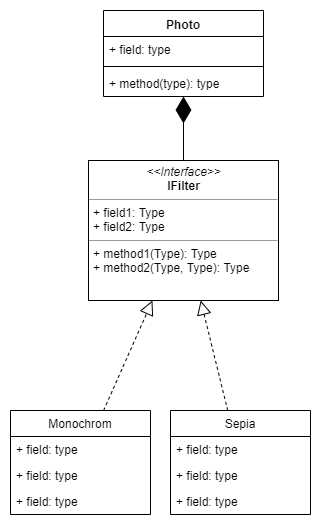 Photo
+ field: type
+ method(type): type
<<Interface>>
IFilter
+ field1: Type
+ field2: Type
+ method1(Type): Type
+ method2(Type, Type): Type
Monochrom
+ field: type
+ field: type
+ field: type
Sepia
+ field: type
+ field: type
+ field: type